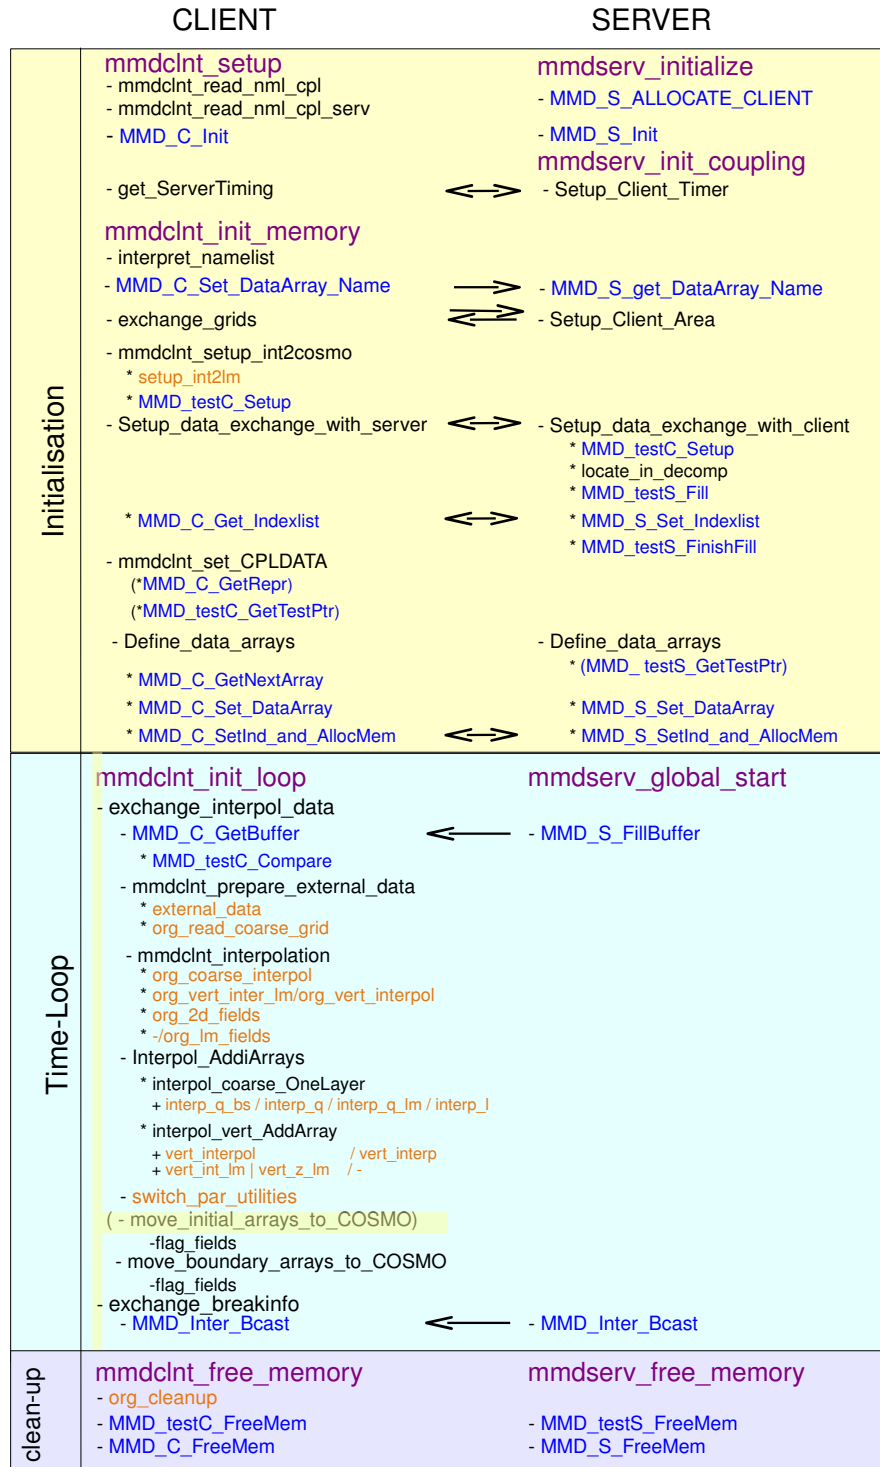 CLIENT SERVER
Initialisation
mmdclnt_setup mmdserv_initialize
- mmdclnt_read_nml_cpl - MMD_S_ALLOCATE_CLIENT
- mmdclnt_read_nml_cpl_serv
- MMD_C_Init - MMD_S_Init
mmdserv_init_coupling
- get_ServerTiming - Setup_Client_Timer
mmdclnt_init_memory
- interpret_namelist
- MMD_C_Set_DataArray_Name - MMD_S_get_DataArray_Name
- exchange_grids - Setup_Client_Area
- mmdclnt_setup_int2cosmo
* setup_int2lm
* MMD_testC_Setup
- Setup_data_exchange_with_server - Setup_data_exchange_with_client
* MMD_testC_Setup
* locate_in_decomp
* MMD_testS_Fill
* MMD_C_Get_Indexlist * MMD_S_Set_Indexlist
* MMD_testS_FinishFill
- mmdclnt_set_CPLDATA
(*MMD_C_GetRepr)
(*MMD_testC_GetTestPtr)
- Define_data_arrays - Define_data_arrays
* (MMD_ testS_GetTestPtr)
* MMD_C_GetNextArray
* MMD_C_Set_DataArray * MMD_S_Set_DataArray
* MMD_C_SetInd_and_AllocMem * MMD_S_SetInd_and_AllocMem
Time-Loop
mmdclnt_init_loop mmdserv_global_start
- exchange_interpol_data
- MMD_C_GetBuffer - MMD_S_FillBuffer
* MMD_testC_Compare
- mmdclnt_prepare_external_data
* external_data
* org_read_coarse_grid
- mmdclnt_interpolation
* org_coarse_interpol
* org_vert_inter_lm/org_vert_interpol
* org_2d_fields
* -/org_lm_fields
- Interpol_AddiArrays
* interpol_coarse_OneLayer
+ interp_q_bs / interp_q / interp_q_lm / interp_l
* interpol_vert_AddArray
+ vert_interpol / vert_interp
+ vert_int_lm | vert_z_lm / -
- switch_par_utilities
( - move_initial_arrays_to_COSMO)
-flag_fields
- move_boundary_arrays_to_COSMO
-flag_fields
- exchange_breakinfo
- MMD_Inter_Bcast - MMD_Inter_Bcast
clean-up
mmdclnt_free_memory mmdserv_free_memory
- org_cleanup
- MMD_testC_FreeMem - MMD_testS_FreeMem
- MMD_C_FreeMem - MMD_S_FreeMem